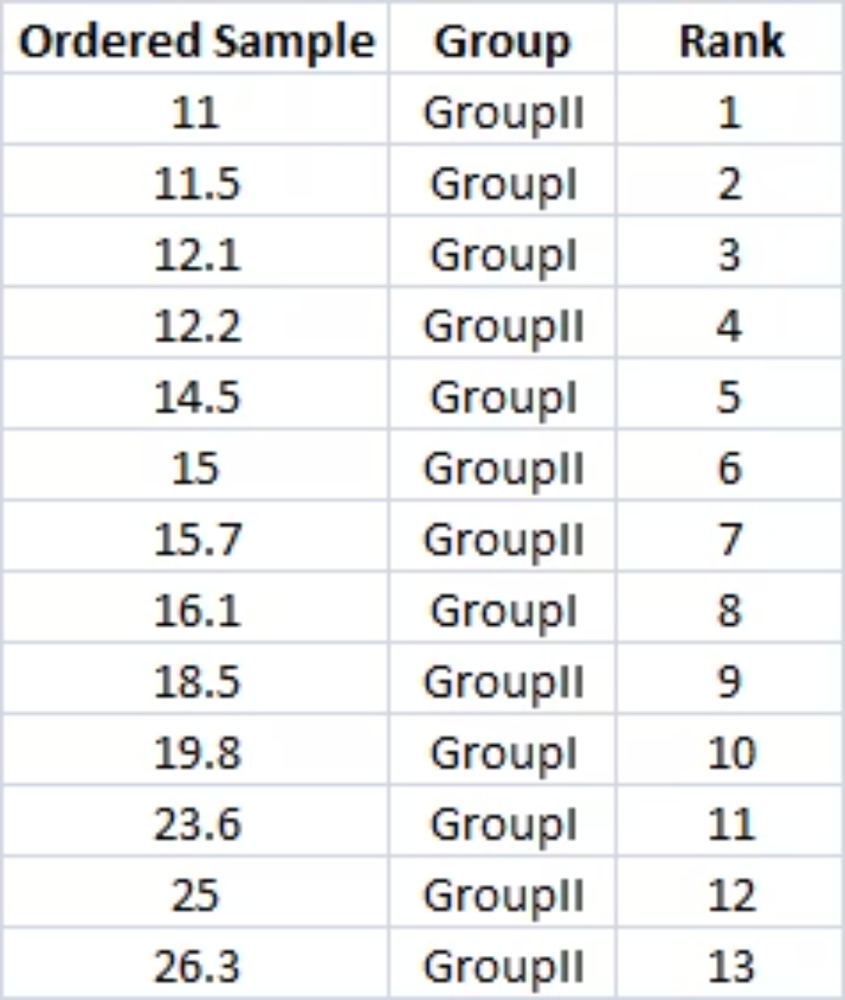 Ordered Sample Group Rank
11 GroupII 1
11.5 GroupI 2
12.1 GroupI 3
12.2 GroupII 4
14.5 GroupI 5
15 GroupII 6
15.7 GroupII 7
16.1 GroupI 8
18.5 GroupII 9
19.8 GroupI 10
23.6 GroupI 11
25 GroupII 12
26.3 GroupII 13